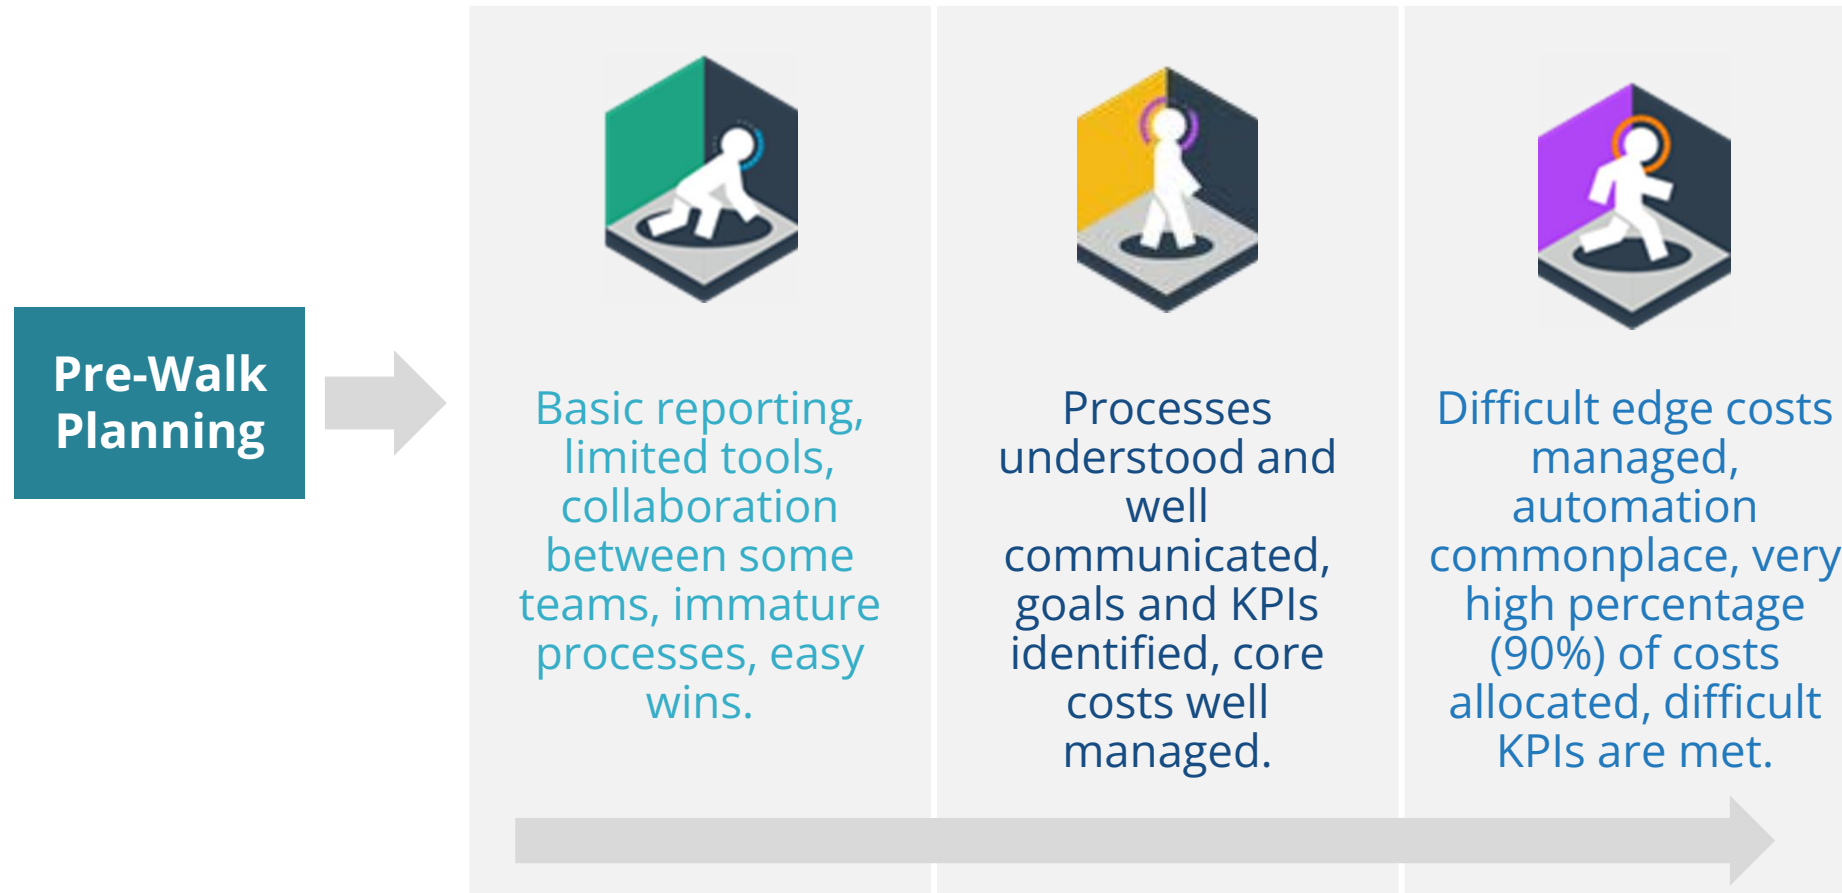 Pre-Walk
Planning
Basic reporting,
limited tools,
collaboration
between some
teams, immature
processes, easy
wins.
Processes
understood and
well
communicated,
goals and KPIs
identified, core
costs well
managed.
Difficult edge costs
managed,
automation
commonplace, very
high percentage
(90%) of costs
allocated, difficult
KPIs are met.